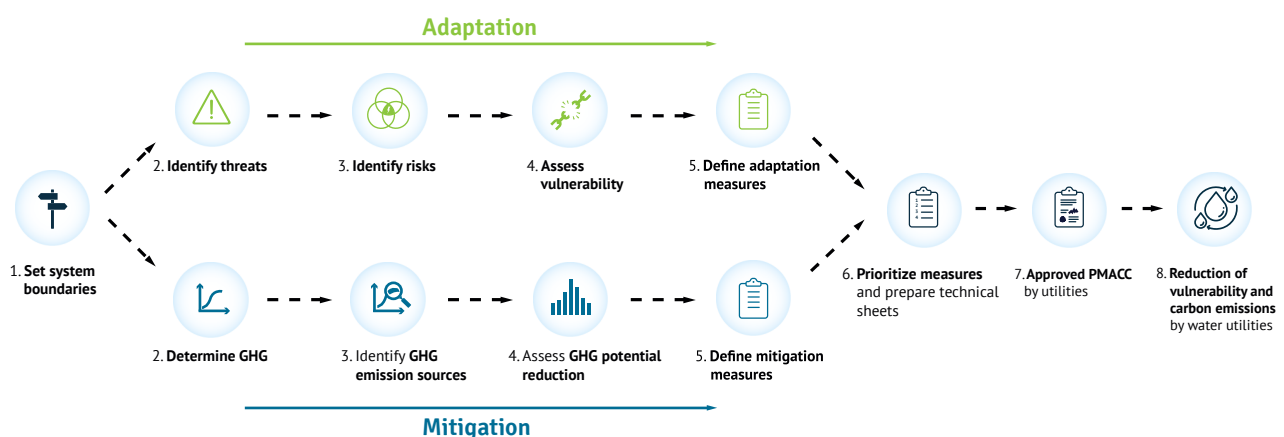 Adaptation
2. Identify threats
3. Identify risks
4. Assess
vulnerability
5. Define adaptation
measures
1. Set system
boundaries
6. Prioritize measures
and prepare technical
sheets
7. Approved PMACC
by utilities
8. Reduction of
vulnerability and
carbon emissions
by water utilities
2. Determine GHG
3. Identify GHG
emission sources
4. Assess GHG potential
reduction
5. Define mitigation
measures
Mitigation